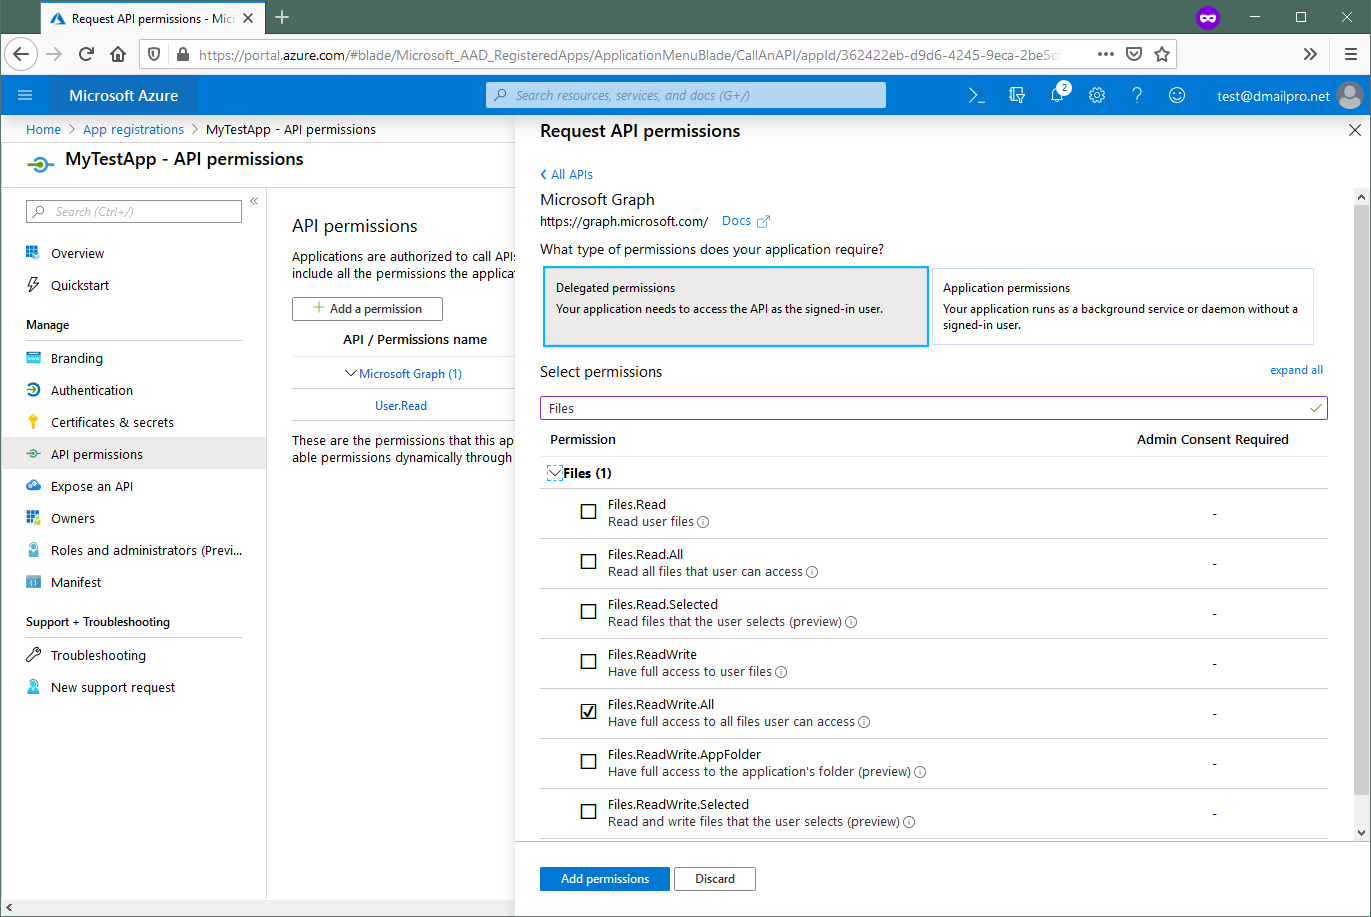 Request API permissions - Micr
https://portal.azure.com/#blade/Microsoft_AAD_RegisteredApps/ApplicationMenuBlade/CallAnAPI/appId/362422eb-d9d6-4245-9eca-2be5cf
Microsoft Azure
Search resources, services, and docs (G+/)
2
test@dmailpro.net
Home > App registrations > MyTestApp - API permissions
MyTestApp - API permissions
Search (Ctrl+/)
Overview
Quickstart
Manage
Branding
Authentication
Certificates & secrets
API permissions
Expose an API
Owners
Roles and administrators (Previ...
Manifest
Support + Troubleshooting
Troubleshooting
New support request
API permissions
Applications are authorized to call APIs
include all the permissions the applicat
+ Add a permission
API / Permissions name
Microsoft Graph (1)
User.Read
These are the permissions that this ap
able permissions dynamically through
Request API permissions
All APIs
Microsoft Graph
https://graph.microsoft.com/ Docs
What type of permissions does your application require?
Delegated permissions
Your application needs to access the API as the signed-in user.
Application permissions
Your application runs as a background service or daemon without a
signed-in user.
Select permissions
expand all
Files
Permission
Admin Consent Required
Files (1)
Files.Read
Read user files
-
Files.Read.All
Read all files that user can access
-
Files.Read.Selected
Read files that the user selects (preview)
-
Files.ReadWrite
Have full access to user files
-
Files.ReadWrite.All
Have full access to all files user can access
-
Files.ReadWrite.AppFolder
Have full access to the application's folder (preview)
-
Files.ReadWrite.Selected
Read and write files that the user selects (preview)
-
Add permissions
Discard